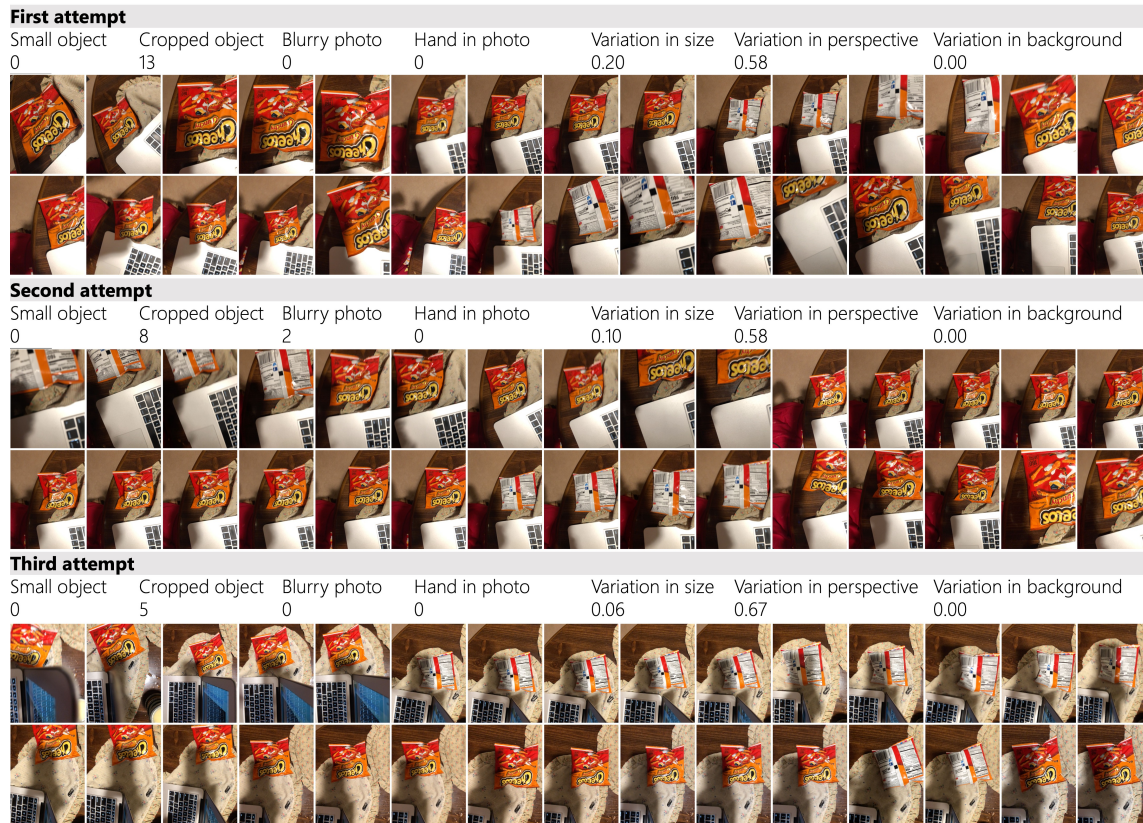 First attempt
Small object Cropped object Blurry photo Hand in photo Variation in size Variation in perspective Variation in background
0 13 0 0 0.20 0.58 0.00
Second attempt
Small object Cropped object Blurry photo Hand in photo Variation in size Variation in perspective Variation in background
0 8 2 0 0.10 0.58 0.00
Third attempt
Small object Cropped object Blurry photo Hand in photo Variation in size Variation in perspective Variation in background
0 5 0 0 0.06 0.67 0.00
Cheetos